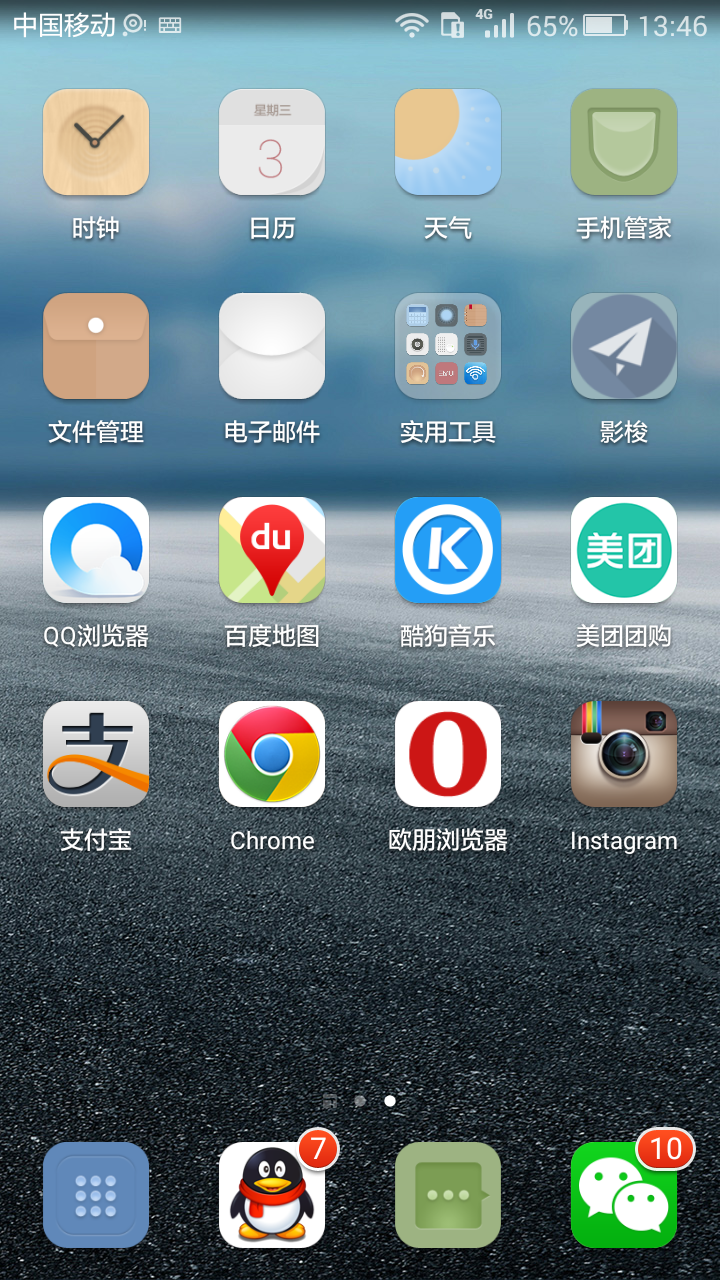 中国移动 4G 65% 13:46
星期三
3
时钟 日历 天气 手机管家
文件管理 电子邮件 实用工具 影梭
du K 美团
QQ浏览器 百度地图 酷狗音乐 美团团购
支
支付宝 Chrome 欧朋浏览器 Instagram
7 10